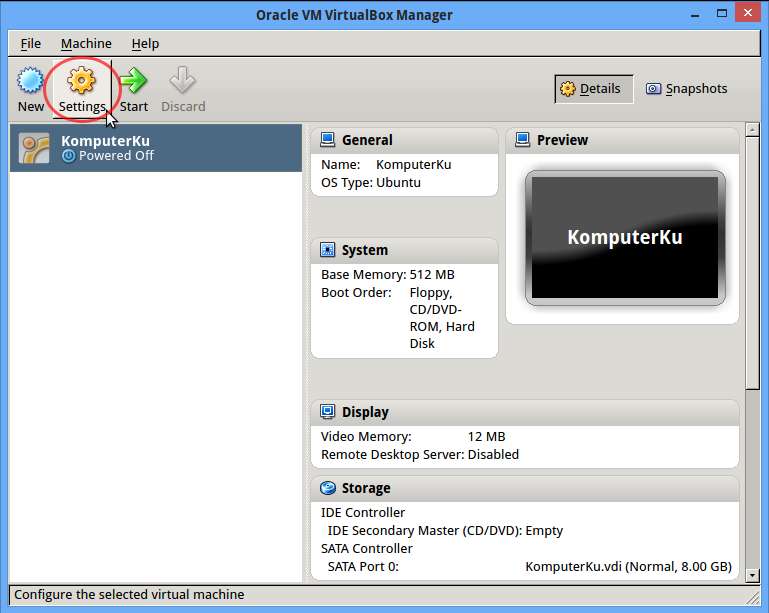 Oracle VM VirtualBox Manager
File Machine Help
New Settings Start Discard
Details Snapshots
KomputerKu
Powered Off
General
Name: KomputerKu
OS Type: Ubuntu
Preview
KomputerKu
System
Base Memory: 512 MB
Boot Order: Floppy,
CD/DVD-
ROM, Hard
Disk
Display
Video Memory: 12 MB
Remote Desktop Server: Disabled
Storage
IDE Controller
IDE Secondary Master (CD/DVD): Empty
SATA Controller
SATA Port 0: KomputerKu.vdi (Normal, 8.00 GB)
Configure the selected virtual machine